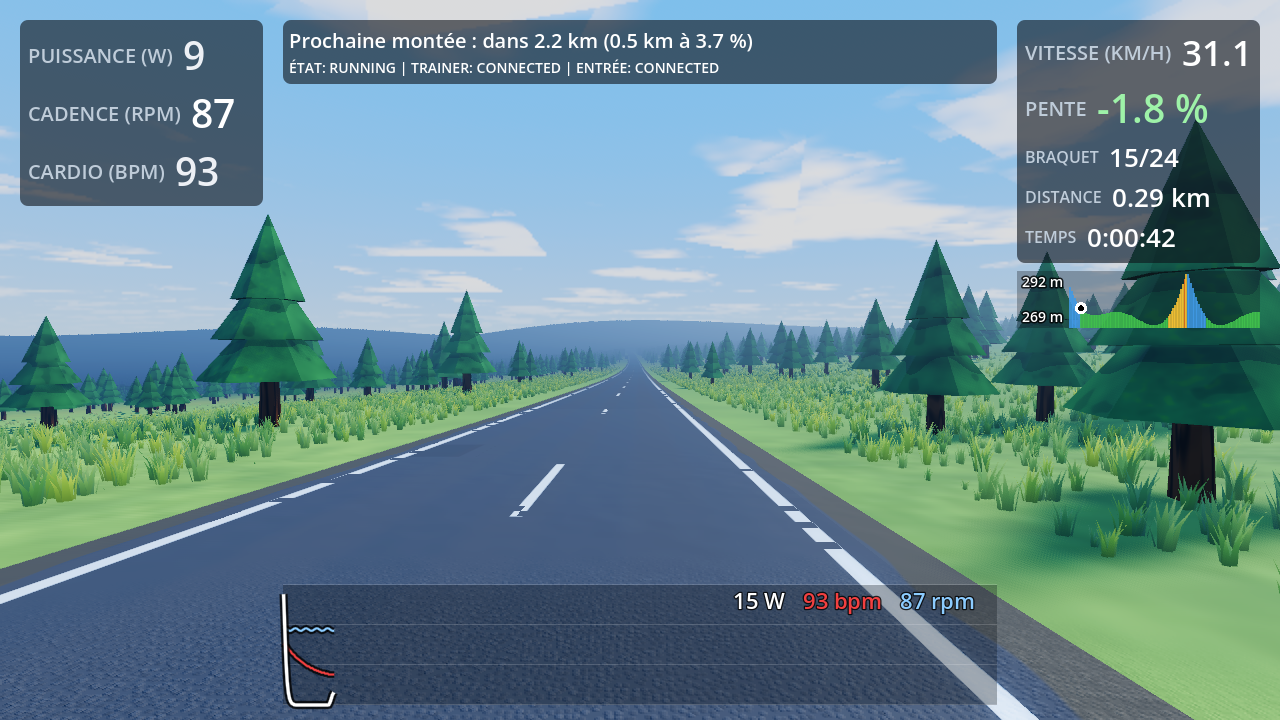 PUISSANCE (W) 9
CADENCE (RPM) 87
CARDIO (BPM) 93
Prochaine montée : dans 2.2 km (0.5 km à 3.7 %)
ÉTAT: RUNNING | TRAINER: CONNECTED | ENTRÉE: CONNECTED
VITESSE (KM/H) 31.1
PENTE -1.8 %
BRAQUET 15/24
DISTANCE 0.29 km
TEMPS 0:00:42
292 m
269 m
15 W 93 bpm 87 rpm